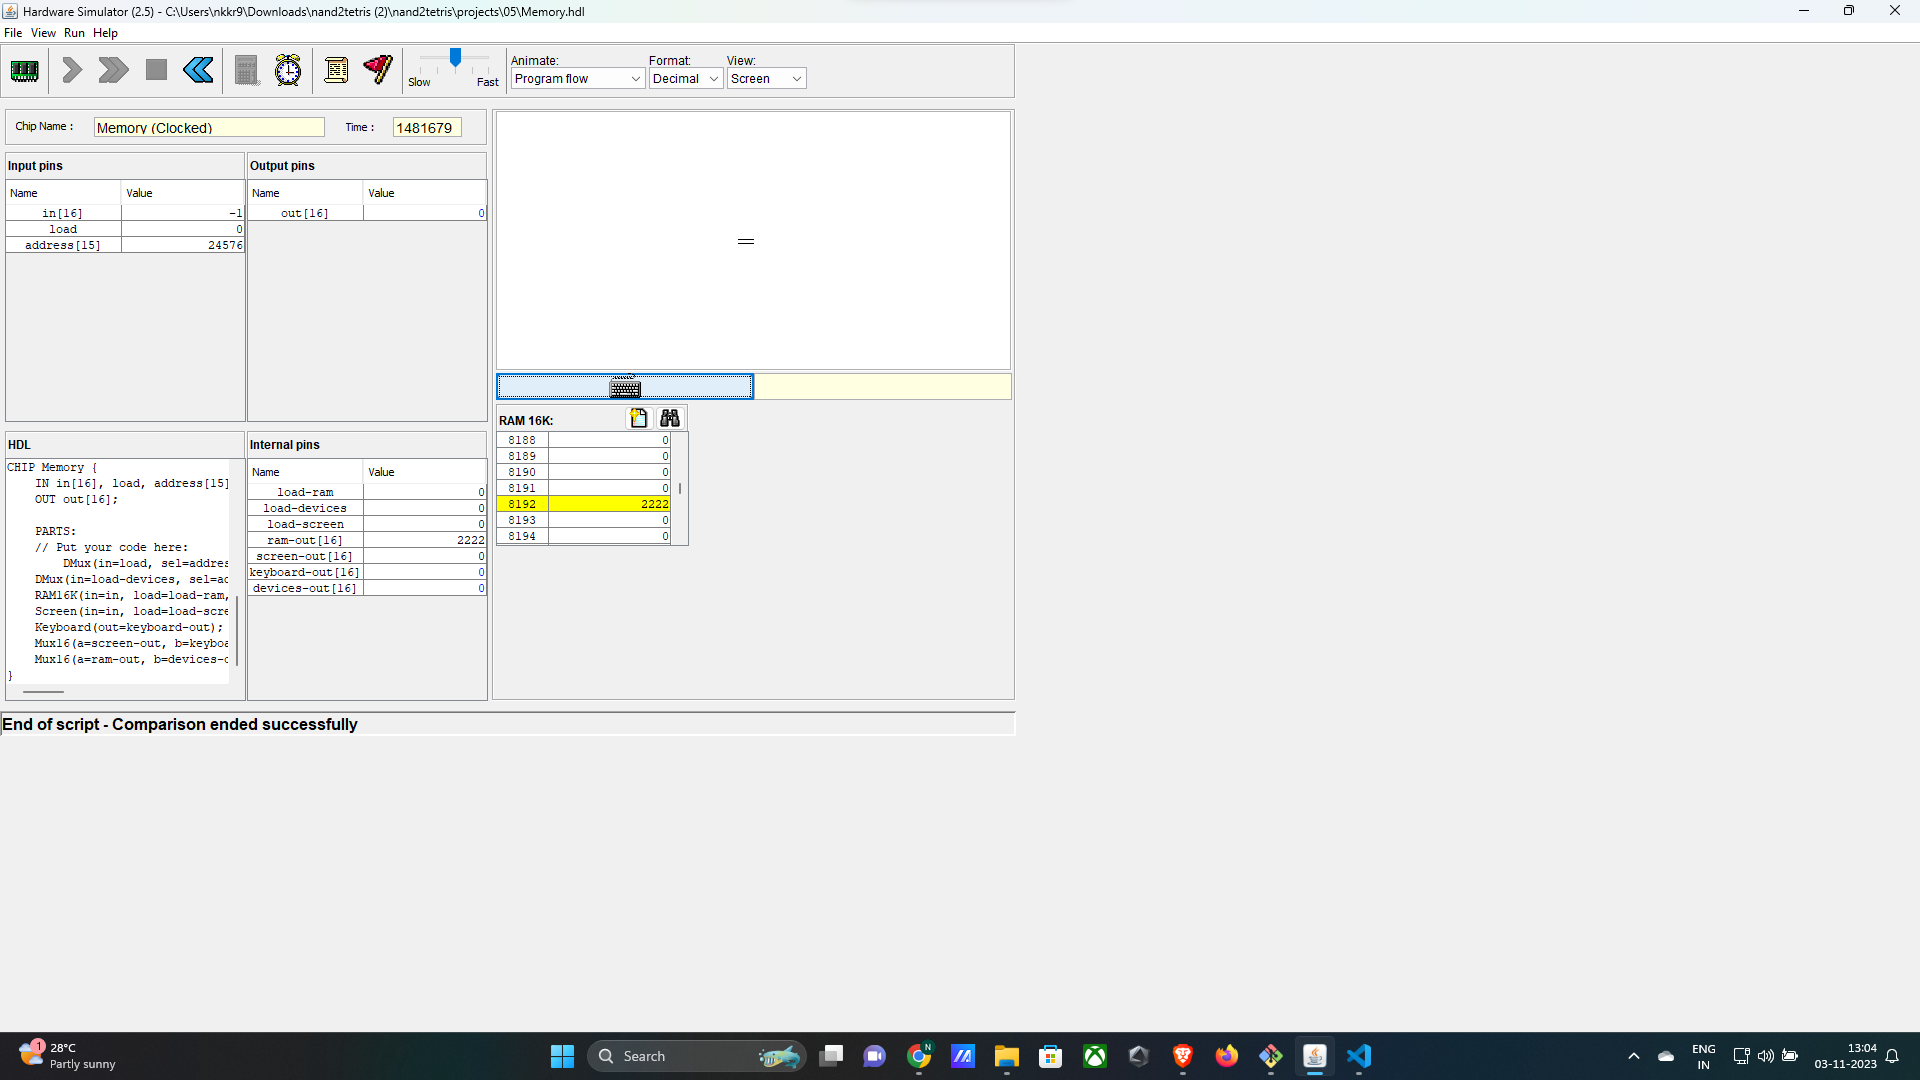 Hardware Simulator (2.5) - C:\Users\nkkr9\Downloads\nand2tetris (2)\nand2tetris\projects\05\Memory.hdl
File View Run Help
Slow Fast
Animate: Format: View:
Program flow Decimal Screen
Chip Name : Memory (Clocked) Time : 1481679
Input pins
Name Value
in[16] -1
load 0
address[15] 24576
Output pins
Name Value
out[16] 0
HDL
CHIP Memory {
IN in[16], load, address[15]
OUT out[16];
PARTS:
// Put your code here:
DMux(in=load, sel=addres
DMux(in=load-devices, sel=ad
RAM16K(in=in, load=load-ram,
Screen(in=in, load=load-scre
Keyboard(out=keyboard-out);
Mux16(a=screen-out, b=keyboa
Mux16(a=ram-out, b=devices-o
}
Internal pins
Name Value
load-ram 0
load-devices 0
load-screen 0
ram-out[16] 2222
screen-out[16] 0
keyboard-out[16] 0
devices-out[16] 0
RAM 16K:
8188 0
8189 0
8190 0
8191 0
8192 2222
8193 0
8194 0
End of script - Comparison ended successfully
1
28°C
Partly sunny
Search
N
ENG
IN
13:04
03-11-2023